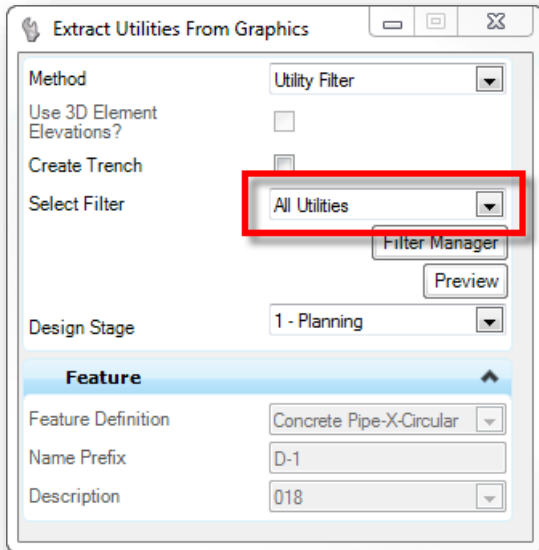 Extract Utilities From Graphics
Method Utility Filter
Use 3D Element
Elevations?
Create Trench
Select Filter All Utilities
Filter Manager
Preview
Design Stage 1 - Planning
Feature
Feature Definition Concrete Pipe-X-Circular
Name Prefix D-1
Description 018